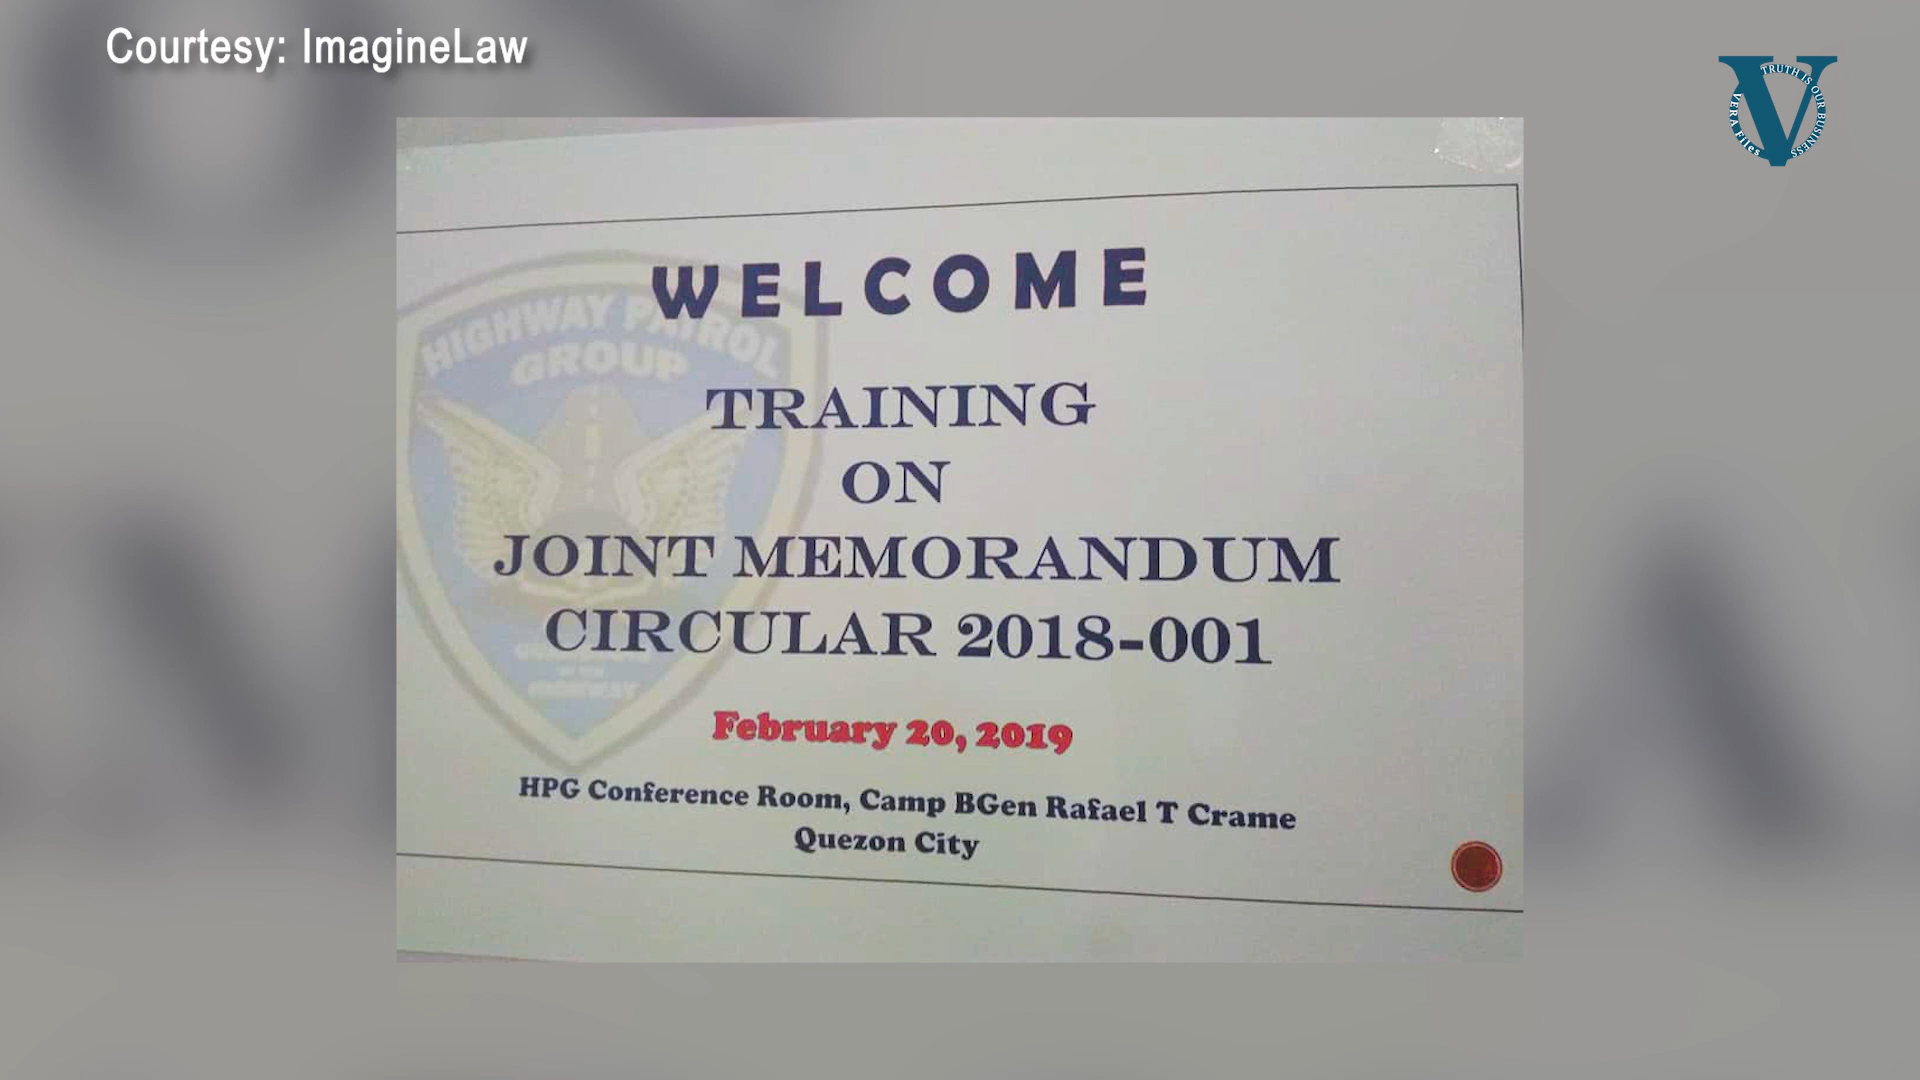 Courtesy: ImagineLaw
TRUTH IS OUR BUSINESS
VERA Files
V
WELCOME
HIGHWAY PATROL
GROUP
TRAINING
ON
JOINT MEMORANDUM
CIRCULAR 2018-001
HIGHWAY
February 20, 2019
HPG Conference Room, Camp BGen Rafael T Crame
Quezon City